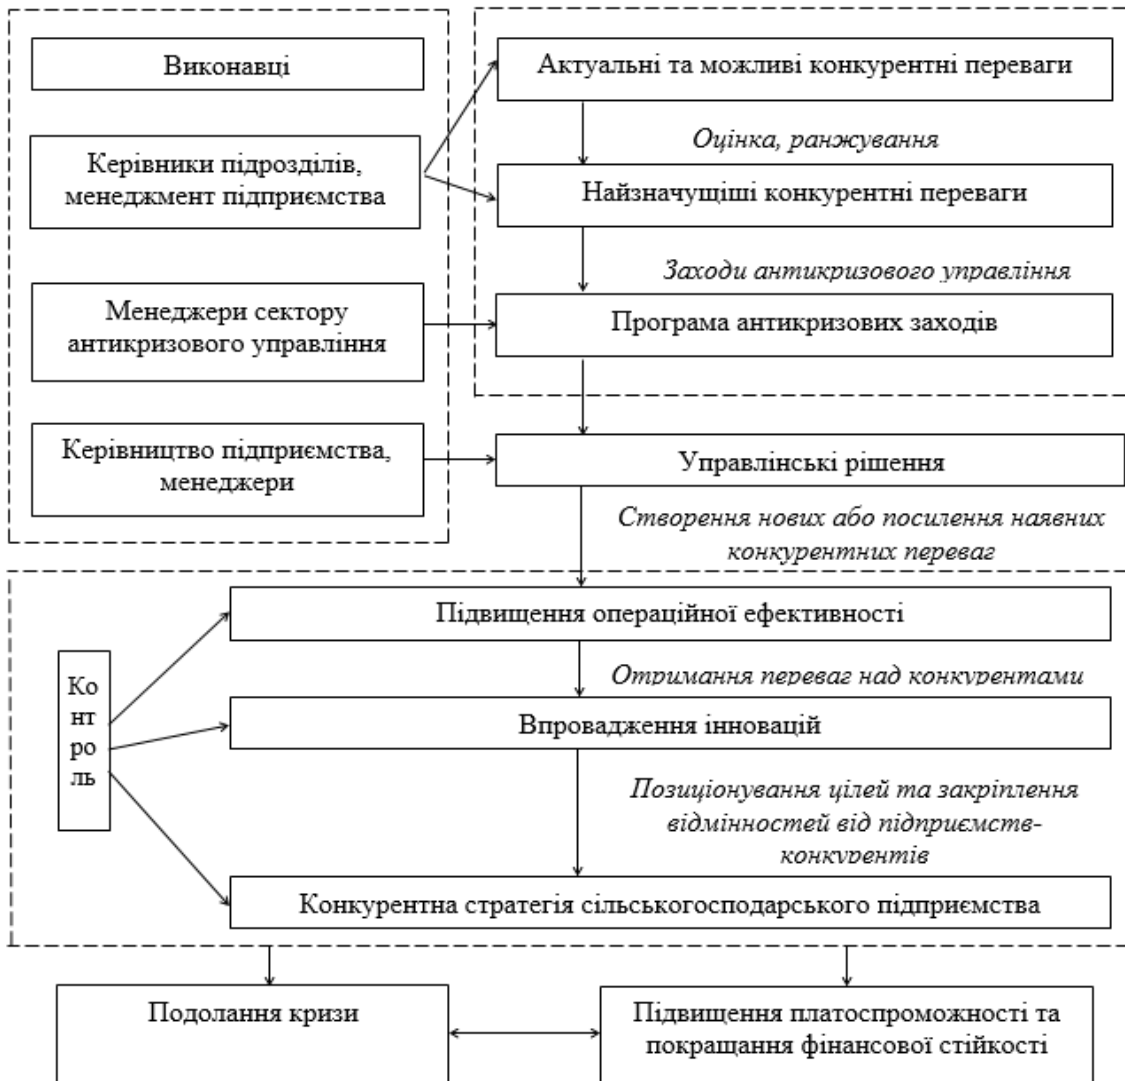 Виконавці
Керівники підрозділів,
менеджмент підприємства
Менеджери сектору
антикризового управління
Керівництво підприємства,
менеджери
Актуальні та можливі конкурентні переваги
Оцінка, ранжування
Найзначущіші конкурентні переваги
Заходи антикризового управління
Програма антикризових заходів
Управлінські рішення
Створення нових або посилення наявних
конкурентних переваг
Ко
нт
ро
ль
Підвищення операційної ефективності
Отримання переваг над конкурентами
Впровадження інновацій
Позиціонування цілей та закріплення
відмінностей від підприємств-
конкурентів
Конкурентна стратегія сільськогосподарського підприємства
Подолання кризи
Підвищення платоспроможності та
покращання фінансової стійкості